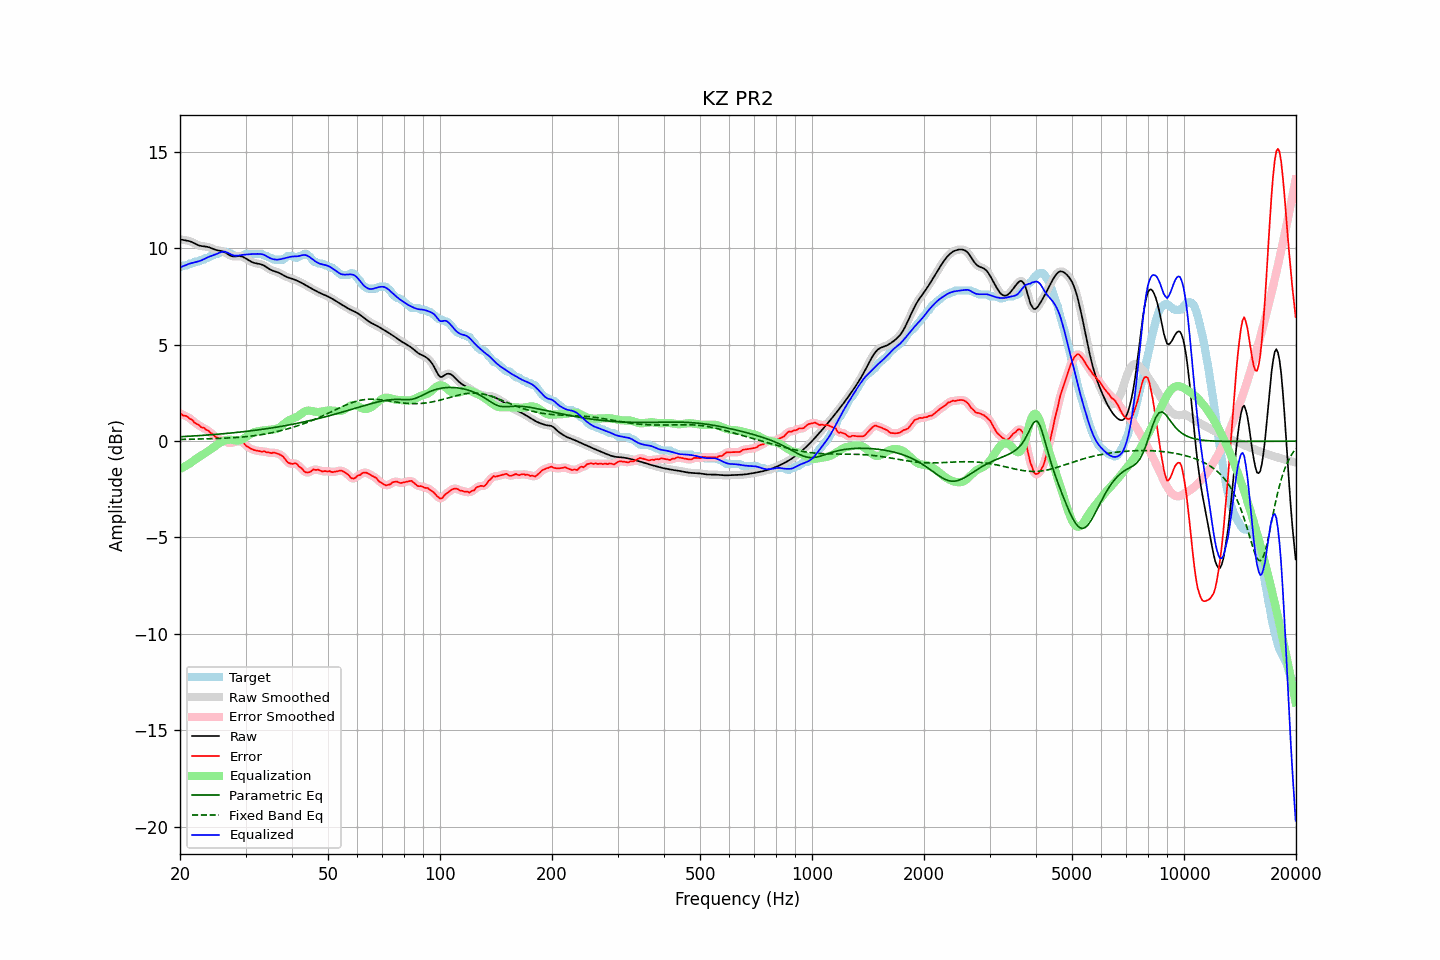 KZ PR2
Amplitude (dBr)
15
10
5
0
−5
−10
−15
−20
Target
Raw Smoothed
Error Smoothed
Raw
Error
Equalization
Parametric Eq
Fixed Band Eq
Equalized
20 50 100 200 500 1000 2000 5000 10000 20000
Frequency (Hz)